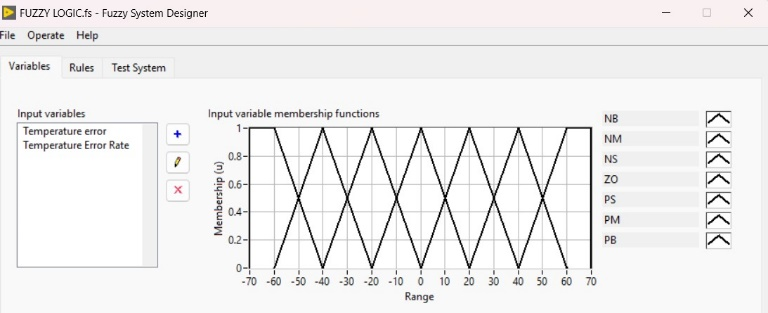 FUZZY LOGIC.fs - Fuzzy System Designer
File Operate Help
Variables Rules Test System
Input variables
Temperature error
Temperature Error Rate
Input variable membership functions
Membership (u)
1
0.8
0.6
0.4
0.2
0
-70 -60 -50 -40 -30 -20 -10 0 10 20 30 40 50 60 70
Range
NB
NM
NS
ZO
PS
PM
PB